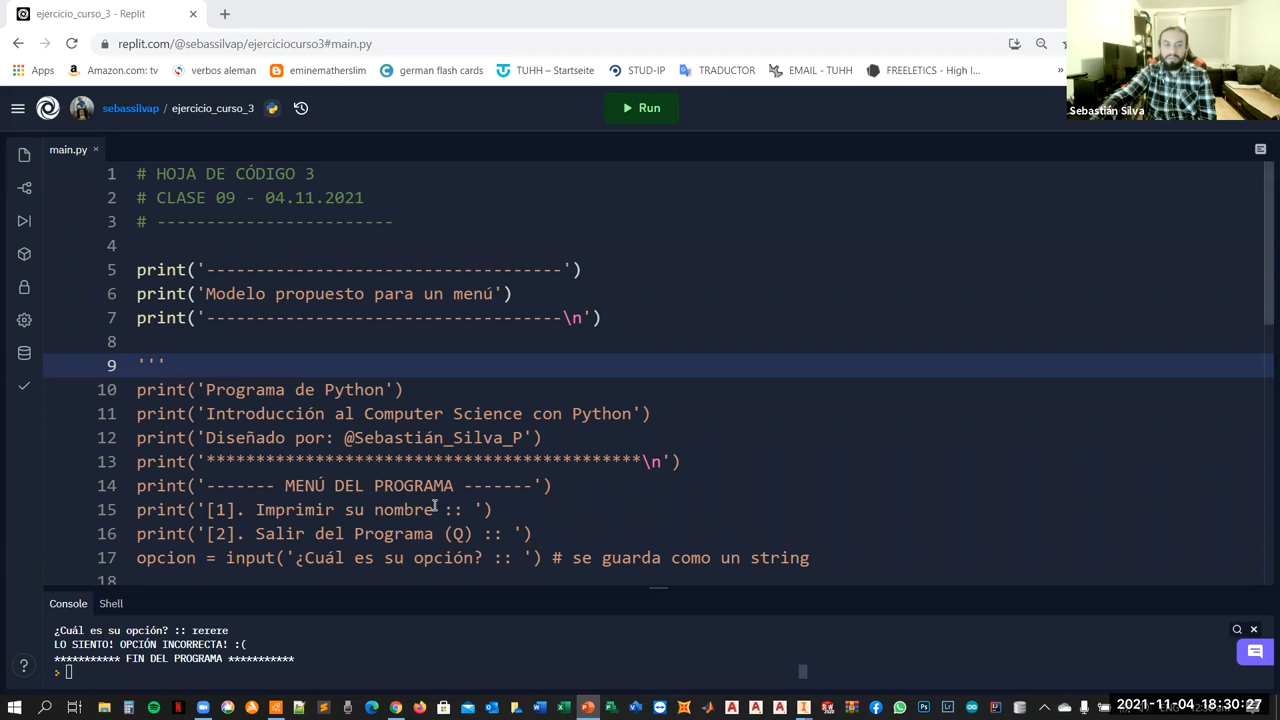 ejercicio_curso_3 - Replit
replit.com/@sebassilvap/ejerciciocurso3#main.py
Apps
Amazon.com: tv
verbos aleman
eminematherslim
german flash cards
TUHH – Startseite
STUD-IP
TRADUCTOR
EMAIL - TUHH
FREELETICS - High I...
»
Sebastián Silva
sebassilvap / ejercicio_curso_3
Run
main.py
1 # HOJA DE CÓDIGO 3
2 # CLASE 09 - 04.11.2021
3 # ------------------------
4
5 print('------------------------------------')
6 print('Modelo propuesto para un menú')
7 print('------------------------------------\n')
8
9 '''
10 print('Programa de Python')
11 print('Introducción al Computer Science con Python')
12 print('Diseñado por: @Sebastián_Silva_P')
13 print('********************************************\n')
14 print('------- MENÚ DEL PROGRAMA -------')
15 print('[1]. Imprimir su nombre :: ')
16 print('[2]. Salir del Programa (Q) :: ')
17 opcion = input('¿Cuál es su opción? :: ') # se guarda como un string
18
Console
Shell
¿Cuál es su opción? :: rerere
LO SIENTO! OPCIÓN INCORRECTA! :(
*********** FIN DEL PROGRAMA ***********
>
2021-11-04 18:30:27